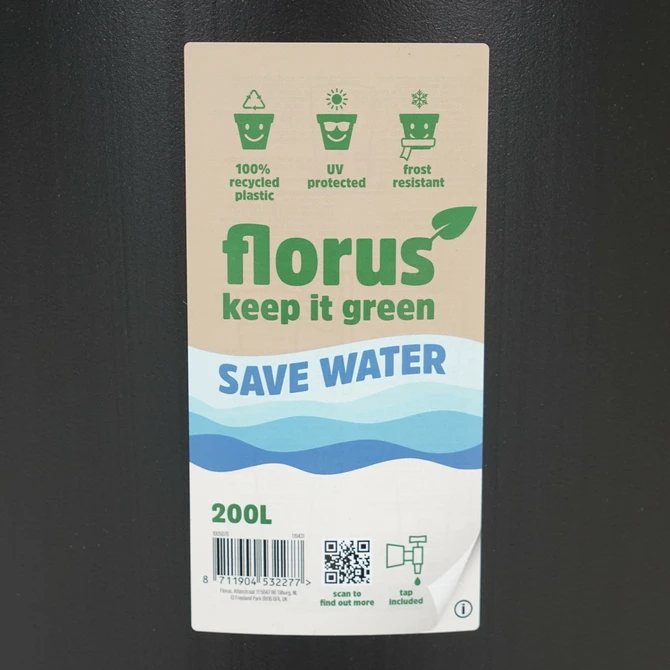 100%
recycled
plastic
UV
protected
frost
resistant
florus
keep it green
SAVE WATER
200L
8 711904 532277 >
scan to
find out more
tap
included
i